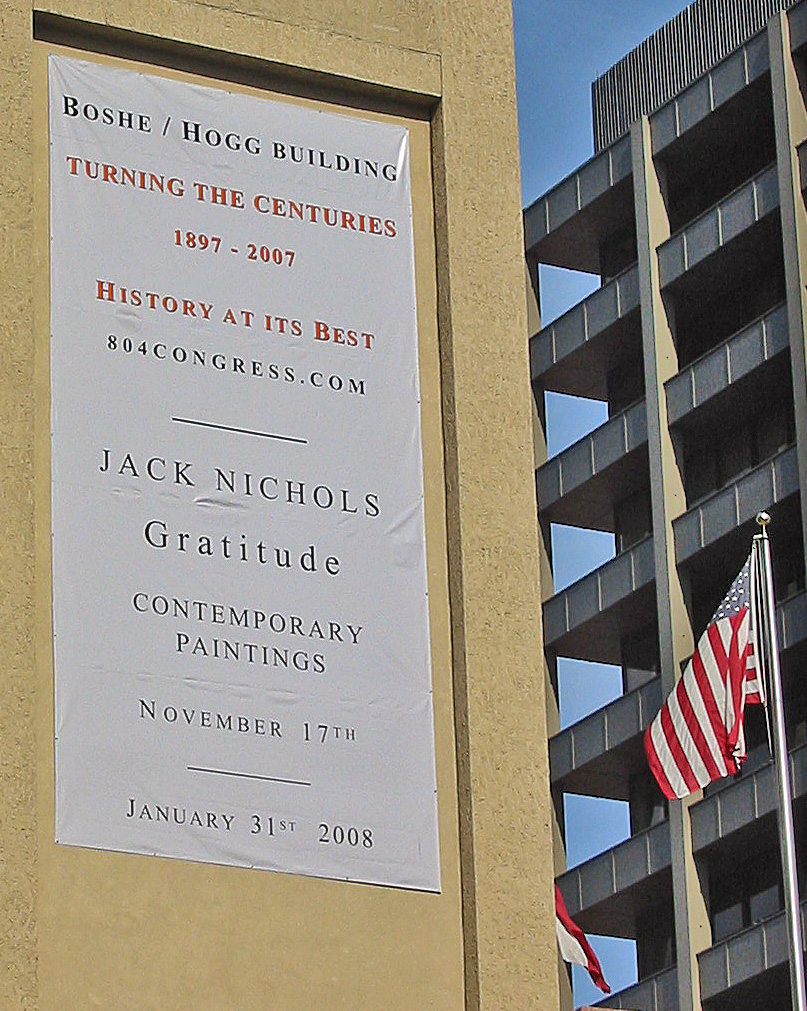 BOSHE / HOGG BUILDING
TURNING THE CENTURIES
1897 - 2007
HISTORY AT ITS BEST
804CONGRESS.COM
JACK NICHOLS
Gratitude
CONTEMPORARY
PAINTINGS
NOVEMBER 17TH
JANUARY 31ST 2008